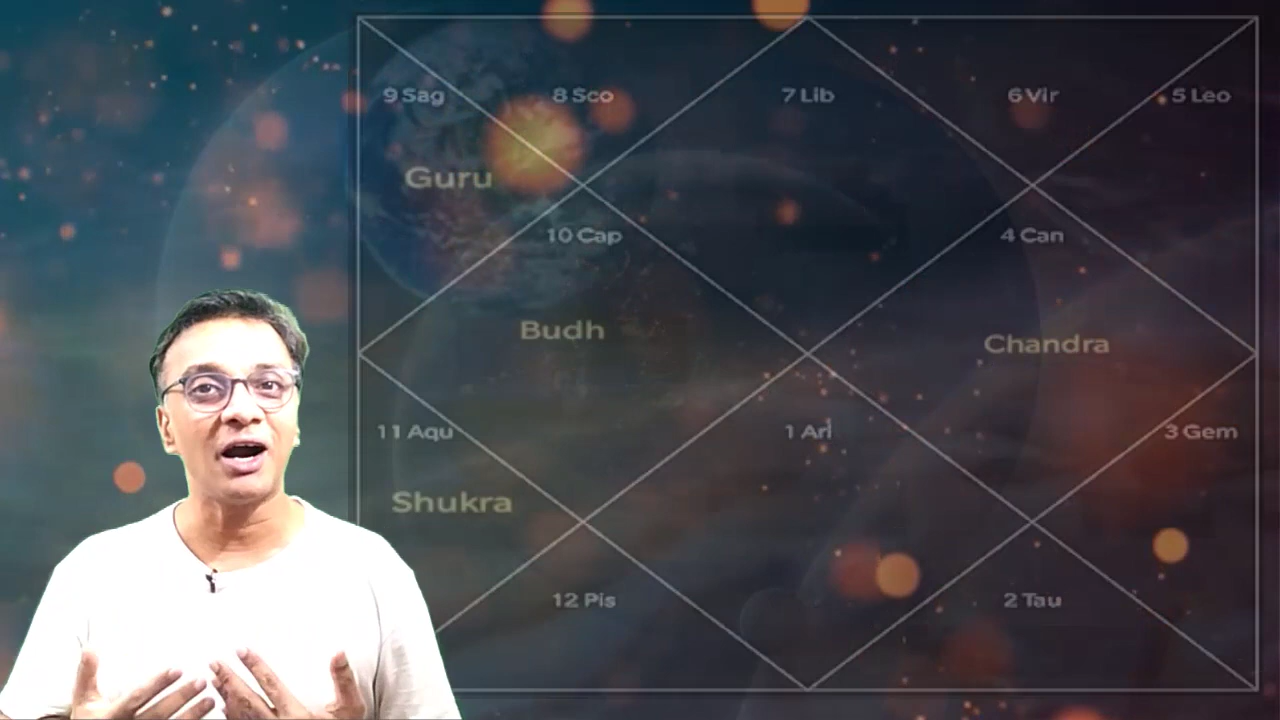 9 Sag 8 Sco 7 Lib 6 Vir 5 Leo
Guru
10 Cap 4 Can
Budh Chandra
11 Aqu 1 Ari 3 Gem
Shukra
12 Pis 2 Tau